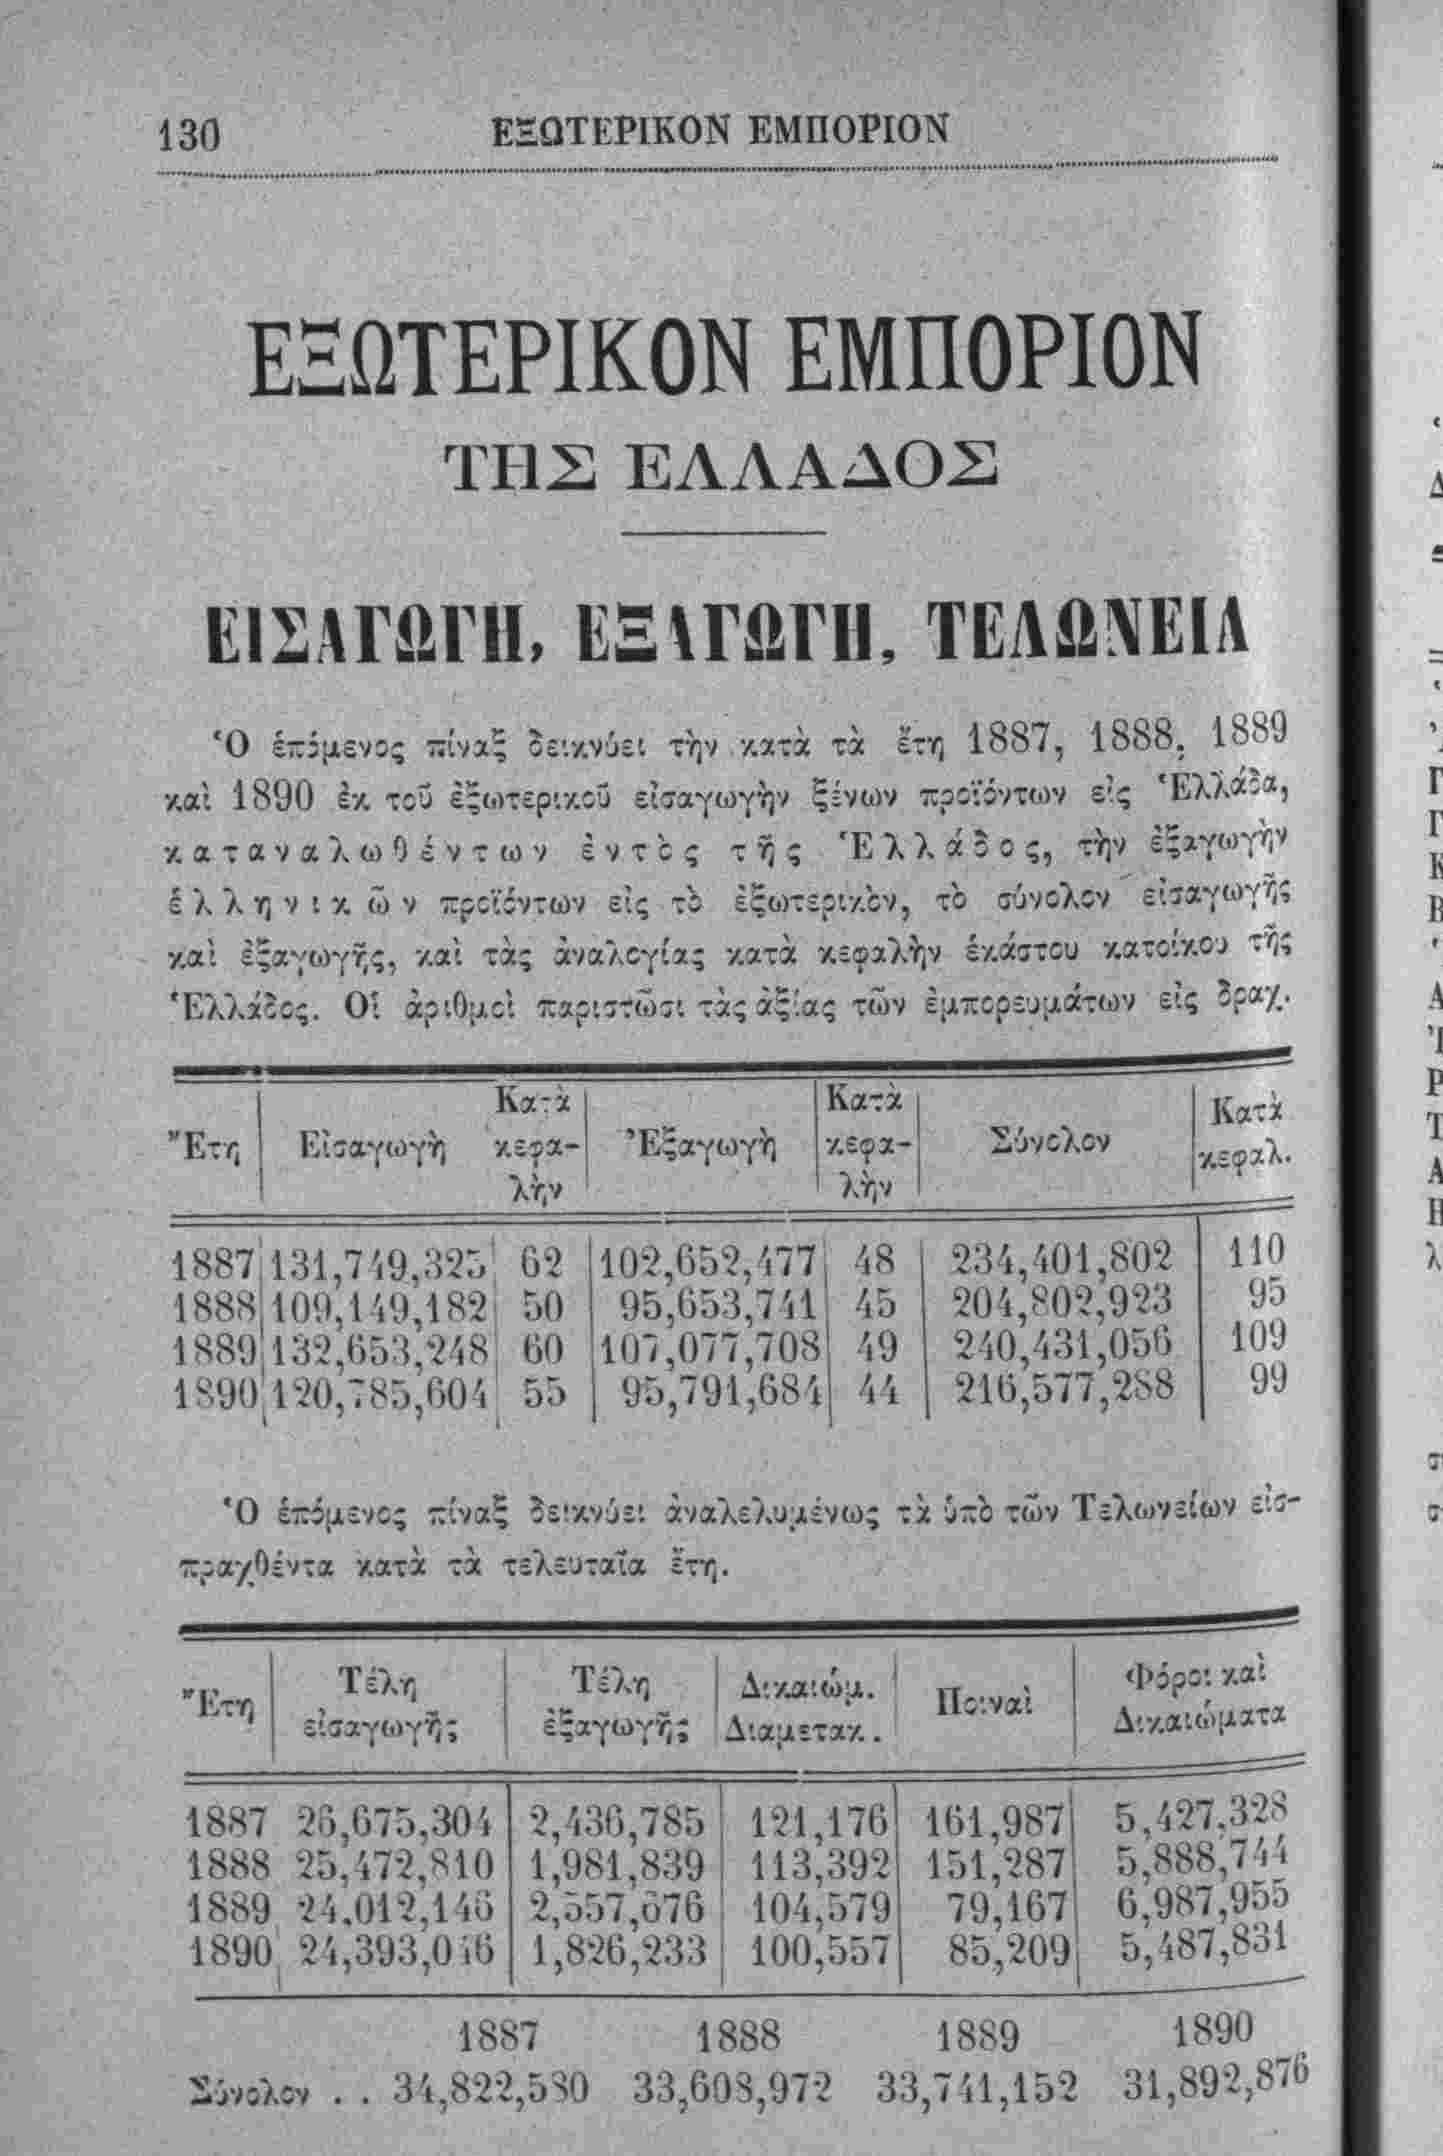 130 ΕΞΩΤΕΡΙΚΟΝ ΕΜΠΟΡΙΟΝ
ΕΞΩΤΕΡΙΚΟΝ ΕΜΠΟΡΙΟΝ
ΤΗΣ ΕΛΛΑΔΟΣ
ΕΙΣΑΓΩΓΗ, ΕΞΑΓΩΓΗ, ΤΕΛΩΝΕΙΑ
Ὁ ἑπόμενος πίναξ δεικνύει τὴν κατὰ τὰ ἔτη 1887, 1888, 1889
καὶ 1890 ἐκ τοῦ ἐξωτερικοῦ εἰσαγωγὴν ξένων προϊόντων εἰς Ἑλλάδα,
καταναλωθέντων ἐντὸς τῆς Ἑλλάδος, τὴν ἐξαγωγὴν
ἑλληνικῶν προϊόντων εἰς τὸ ἐξωτερικὸν, τὸ σύνολον εἰσαγωγῆς
καὶ ἐξαγωγῆς, καὶ τὰς ἀναλογίας κατὰ κεφαλὴν ἑκάστου κατοίκου τῆς
Ἑλλάδος. Οἱ ἀριθμοὶ παριστῶσι τὰς ἀξίας τῶν ἐμπορευμάτων εἰς δραχ.
Ἔτη Εἰσαγωγὴ Κατὰ κεφα-λὴν Ἐξαγωγὴ Κατὰ κεφα-λὴν Σύνολον Κατὰ κεφαλ.
1887 131,749,325 62 102,652,477 48 234,401,802 110
1888 109,149,182 50 95,653,741 45 204,802,923 95
1889 132,653,248 60 107,077,708 49 240,431,056 109
1890 120,785,604 55 95,791,684 44 216,577,288 99
Ὁ ἑπόμενος πίναξ δεικνύει ἀναλελυμένως τὰ ὑπὸ τῶν Τελωνείων εἰσ-
πραχθέντα κατὰ τὰ τελευταῖα ἔτη.
Ἔτη Τέλη εἰσαγωγῆς Τέλη ἐξαγωγῆς Δικαιώμ. Διαμετακ. Ποιναὶ Φόροι καὶ Δικαιώματα
1887 26,675,304 2,436,785 121,176 161,987 5,427,328
1888 25,472,810 1,981,839 113,392 151,287 5,888,744
1889 24,012,146 2,557,676 104,579 79,167 6,987,955
1890 24,393,046 1,826,233 100,557 85,209 5,487,831
1887 1888 1889 1890
Σύνολον . . 34,822,580 33,608,972 33,741,152 31,892,876